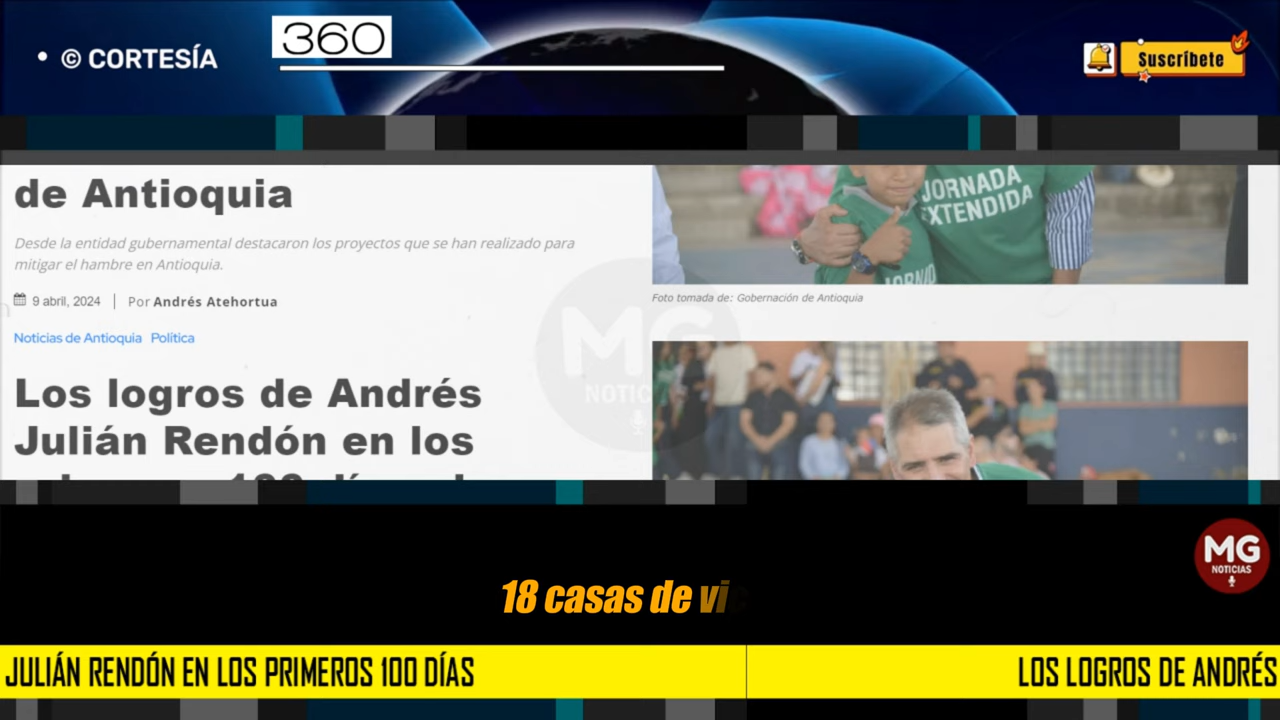 • © CORTESÍA
360
Suscríbete
de Antioquia
Desde la entidad gubernamental destacaron los proyectos que se han realizado para
mitigar el hambre en Antioquia.
9 abril, 2024 | Por Andrés Atehortua
Noticias de Antioquia Política
Los logros de Andrés
Julián Rendón en los
JORNADA
EXTENDIDA
Foto tomada de: Gobernación de Antioquia
MG
NOTICIAS
18 casas de vi
JULIÁN RENDÓN EN LOS PRIMEROS 100 DÍAS
LOS LOGROS DE ANDRÉS